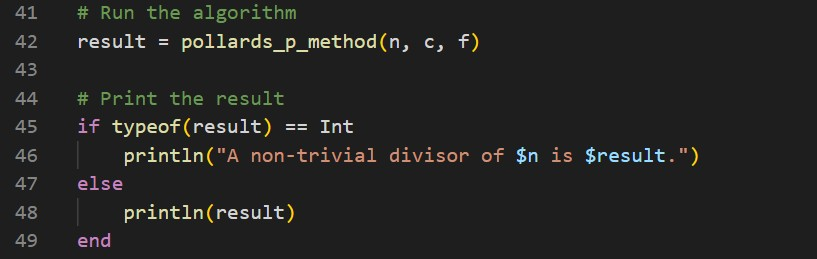 41 # Run the algorithm
42 result = pollards_p_method(n, c, f)
43
44 # Print the result
45 if typeof(result) == Int
46     println("A non-trivial divisor of $n is $result.")
47 else
48     println(result)
49 end